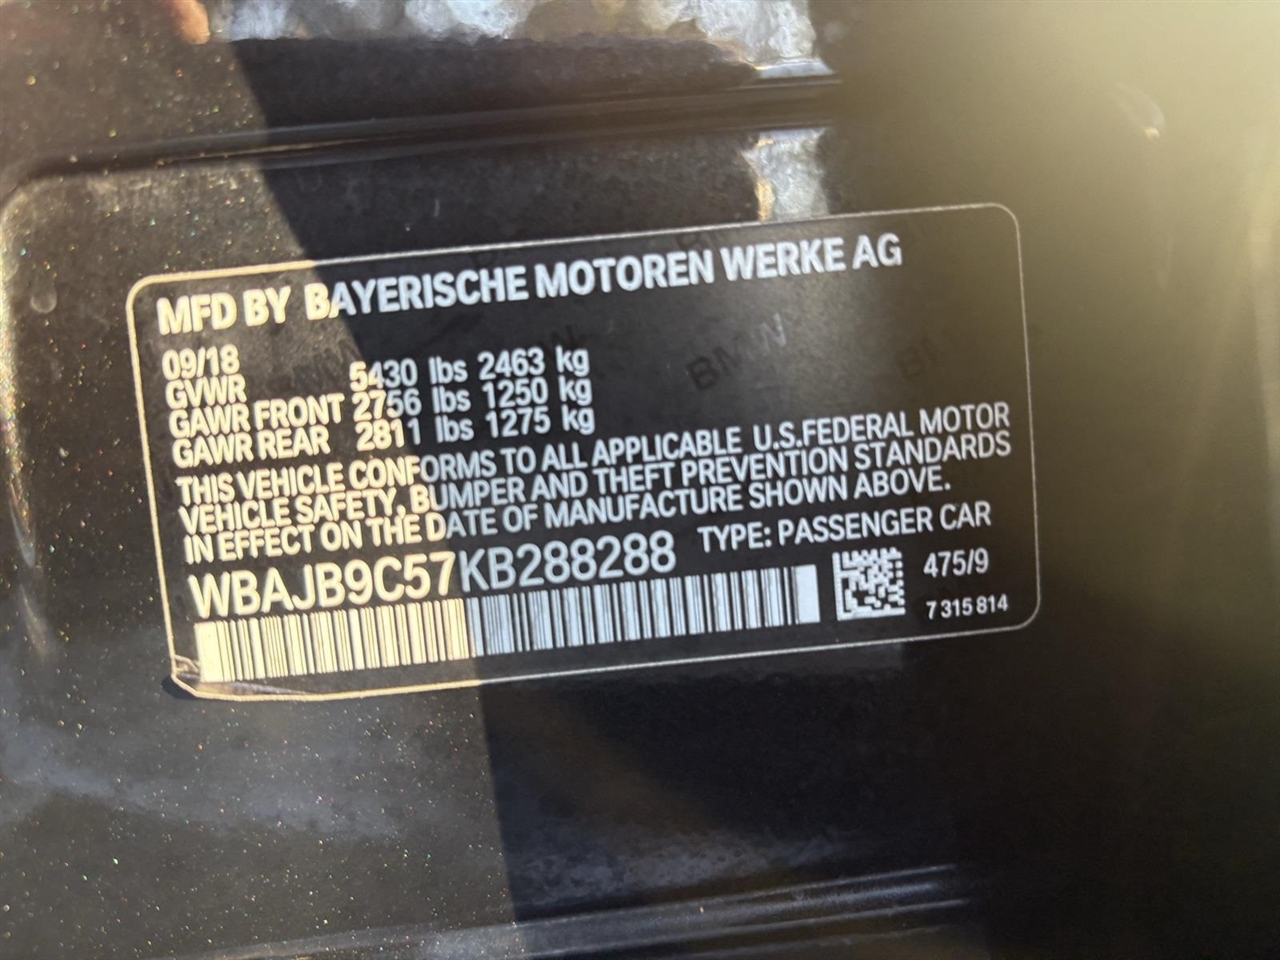 MFD BY BAYERISCHE MOTOREN WERKE AG
09/18
GVWR 5430 lbs 2463 kg
GAWR FRONT 2756 lbs 1250 kg
GAWR REAR 2811 lbs 1275 kg
THIS VEHICLE CONFORMS TO ALL APPLICABLE U.S.FEDERAL MOTOR
VEHICLE SAFETY, BUMPER AND THEFT PREVENTION STANDARDS
IN EFFECT ON THE DATE OF MANUFACTURE SHOWN ABOVE.
WBAJB9C57KB288288 TYPE: PASSENGER CAR
475/9
7 315 814
BMW